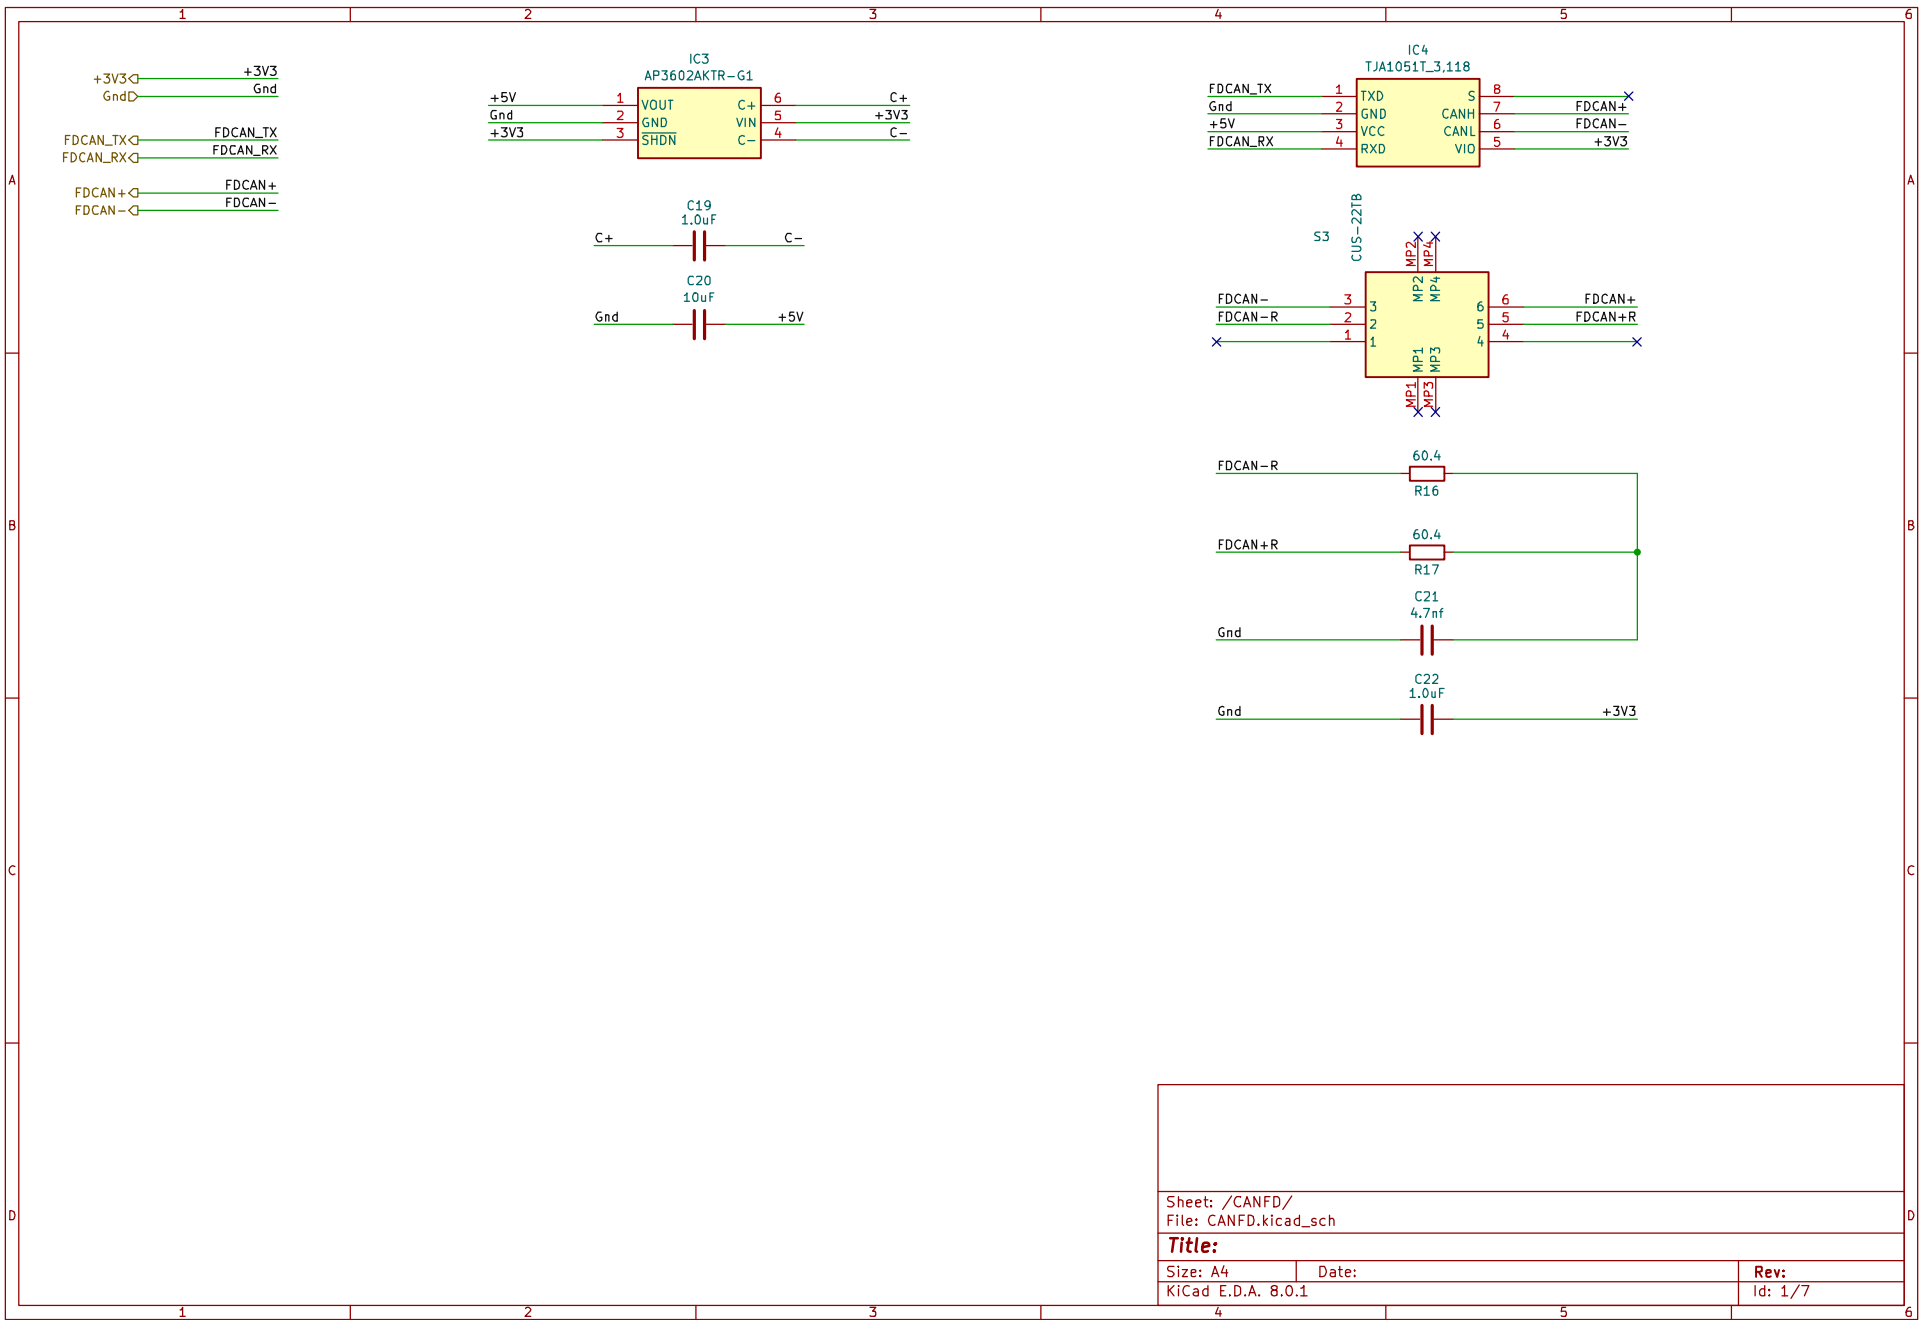 1 2 3 4 5 6
A
B
C
D
+3V3 +3V3
Gnd Gnd
FDCAN_TX FDCAN_TX
FDCAN_RX FDCAN_RX
FDCAN+ FDCAN+
FDCAN- FDCAN-
IC3
AP3602AKTR-G1
+5V 1 VOUT C+ 6 C+
Gnd 2 GND VIN 5 +3V3
+3V3 3 SHDN C- 4 C-
C19
1.0uF
C+ C-
C20
10uF
Gnd +5V
IC4
TJA1051T_3,118
FDCAN_TX 1 TXD S 8
Gnd 2 GND CANH 7 FDCAN+
+5V 3 VCC CANL 6 FDCAN-
FDCAN_RX 4 RXD VIO 5 +3V3
S3
CUS-22TB
MP2 MP4
MP2 MP4
FDCAN- 3 3 6 6 FDCAN+
FDCAN-R 2 2 5 5 FDCAN+R
1 1 4 4
MP1 MP3
MP1 MP3
60.4
FDCAN-R
R16
60.4
FDCAN+R
R17
C21
4.7nf
Gnd
C22
1.0uF
Gnd +3V3
A
B
C
D
Sheet: /CANFD/
File: CANFD.kicad_sch
Title:
Size: A4 Date: Rev:
KiCad E.D.A. 8.0.1 Id: 1/7
1 2 3 4 5 6